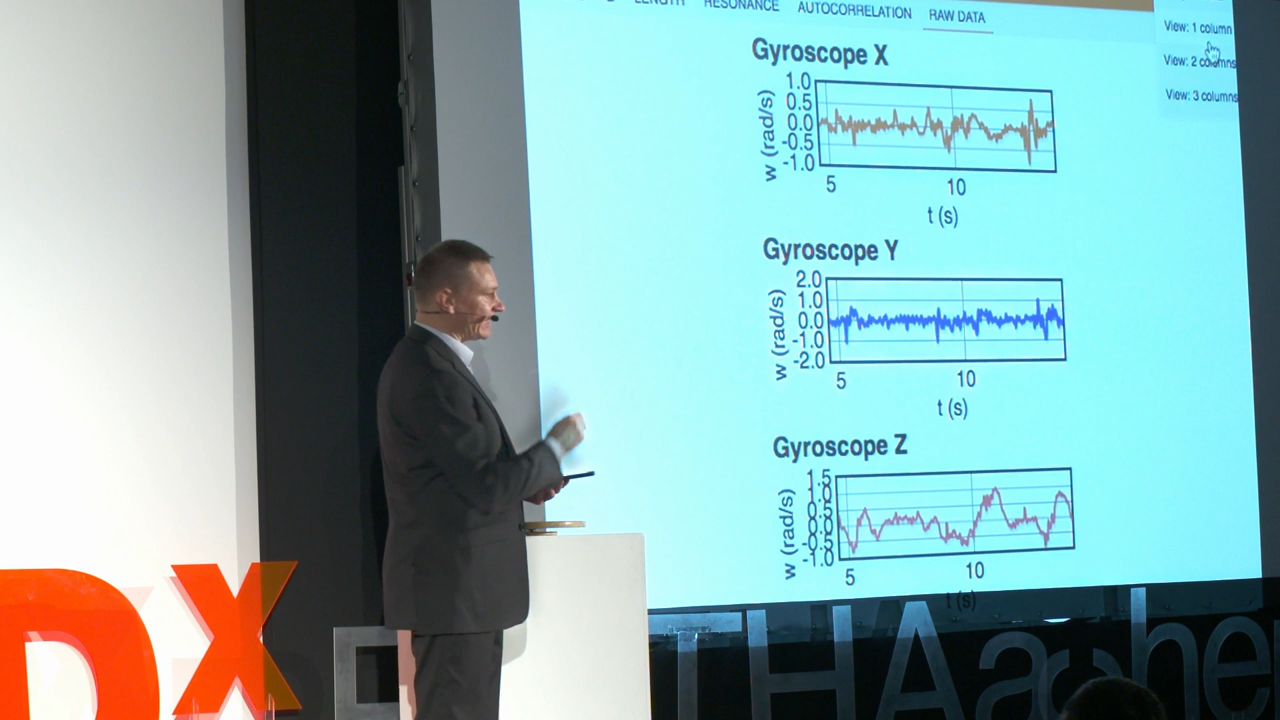 LENGTH RESONANCE AUTOCORRELATION RAW DATA
View: 1 column
View: 2 columns
View: 3 columns
Gyroscope X
w (rad/s)
1.0
0.5
0.0
-0.5
-1.0
5 10
t (s)
Gyroscope Y
w (rad/s)
2.0
1.0
0.0
-1.0
-2.0
5 10
t (s)
Gyroscope Z
w (rad/s)
1.5
1.0
0.5
0.0
-0.5
-1.0
5 10
t (s)
Dx
THAachen